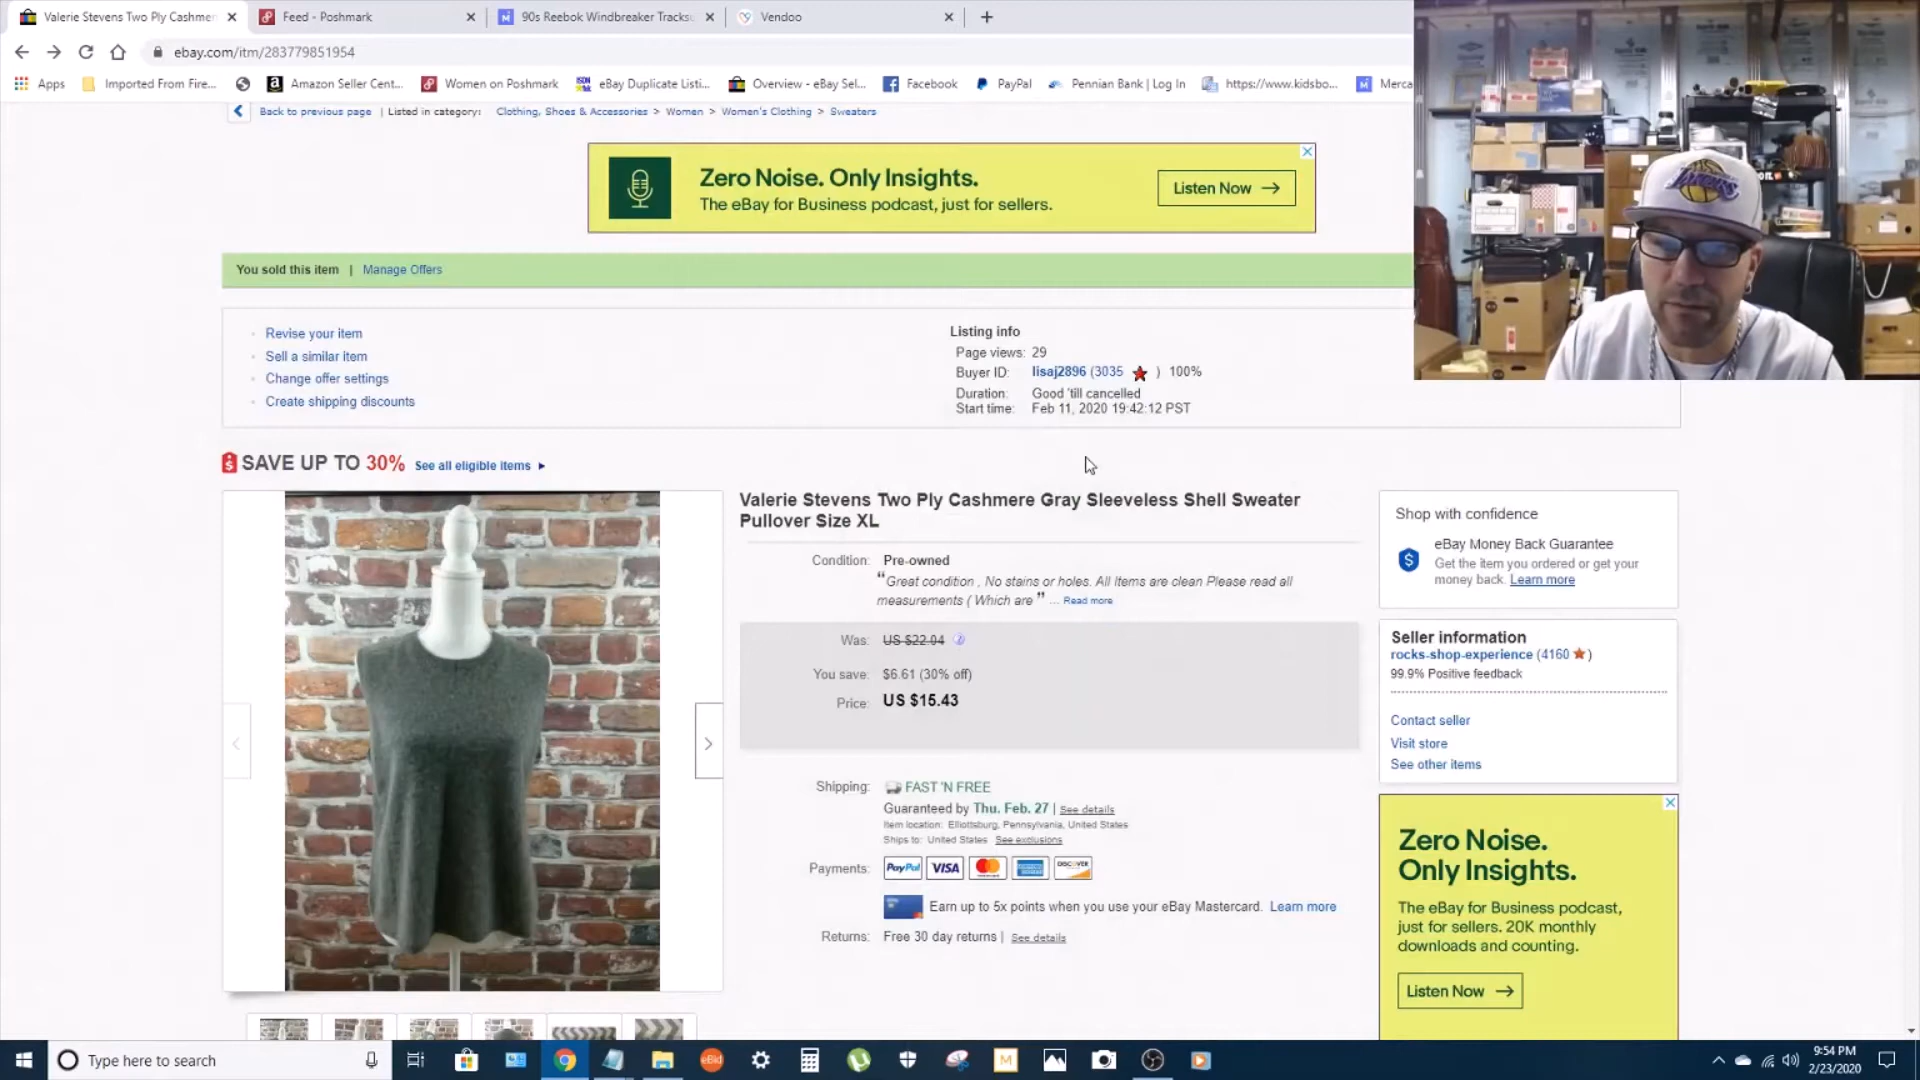 Valerie Stevens Two Ply Cashmer
Feed - Poshmark
90s Reebok Windbreaker Tracksu
Vendoo
ebay.com/itm/283779851954
Apps
Imported From Fire...
Amazon Seller Cent...
Women on Poshmark
eBay Duplicate Listi...
Overview - eBay Sel...
Facebook
PayPal
Pennian Bank | Log In
https://www.kidsbo...
Merca
Back to previous page | Listed in category: Clothing, Shoes & Accessories > Women > Women's Clothing > Sweaters
Zero Noise. Only Insights.
The eBay for Business podcast, just for sellers.
Listen Now →
You sold this item | Manage Offers
Revise your item
Sell a similar item
Change offer settings
Create shipping discounts
Listing info
Page views: 29
Buyer ID: lisaj2896 (3035 ) 100%
Duration: Good 'till cancelled
Start time: Feb 11, 2020 19:42:12 PST
Lakers
SAVE UP TO 30% See all eligible items
Valerie Stevens Two Ply Cashmere Gray Sleeveless Shell Sweater
Pullover Size XL
Condition: Pre-owned
"Great condition , No stains or holes. All Items are clean Please read all
measurements ( Which are " ... Read more
Was: US $22.04
You save: $6.61 (30% off)
Price: US $15.43
Shipping: FAST 'N FREE
Guaranteed by Thu. Feb. 27 | See details
Item location: Elliottsburg, Pennsylvania, United States
Ships to: United States See exclusions
Payments: PayPal VISA DISCOVER
Earn up to 5x points when you use your eBay Mastercard. Learn more
Returns: Free 30 day returns | See details
Shop with confidence
eBay Money Back Guarantee
Get the item you ordered or get your
money back. Learn more
Seller information
rocks-shop-experience (4160 )
99.9% Positive feedback
Contact seller
Visit store
See other items
Zero Noise.
Only Insights.
The eBay for Business podcast,
just for sellers. 20K monthly
downloads and counting.
Listen Now →
Type here to search
eBid
M
9:54 PM
2/23/2020